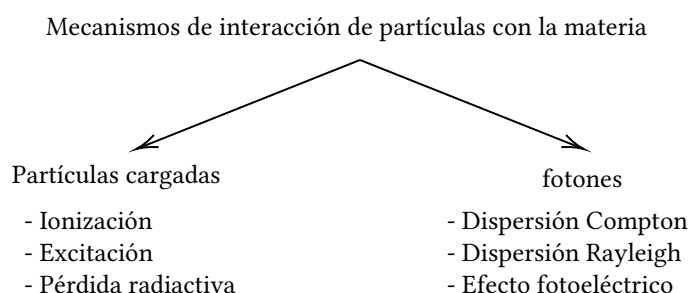 Mecanismos de interacción de partículas con la materia
Partículas cargadas
- Ionización
- Excitación
- Pérdida radiactiva
fotones
- Dispersión Compton
- Dispersión Rayleigh
- Efecto fotoeléctrico